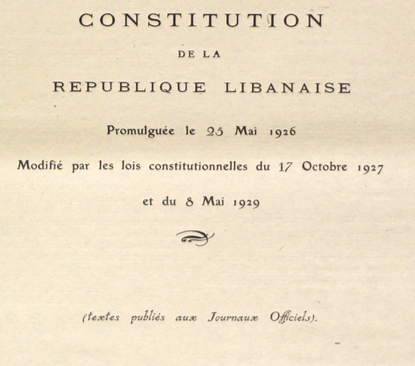 CONSTITUTION
DE LA
REPUBLIQUE LIBANAISE
Promulguée le 23 Mai 1926
Modifié par les lois constitutionnelles du 17 Octobre 1927
et du 8 Mai 1929
(textes publiés aux Journaux Officiels).